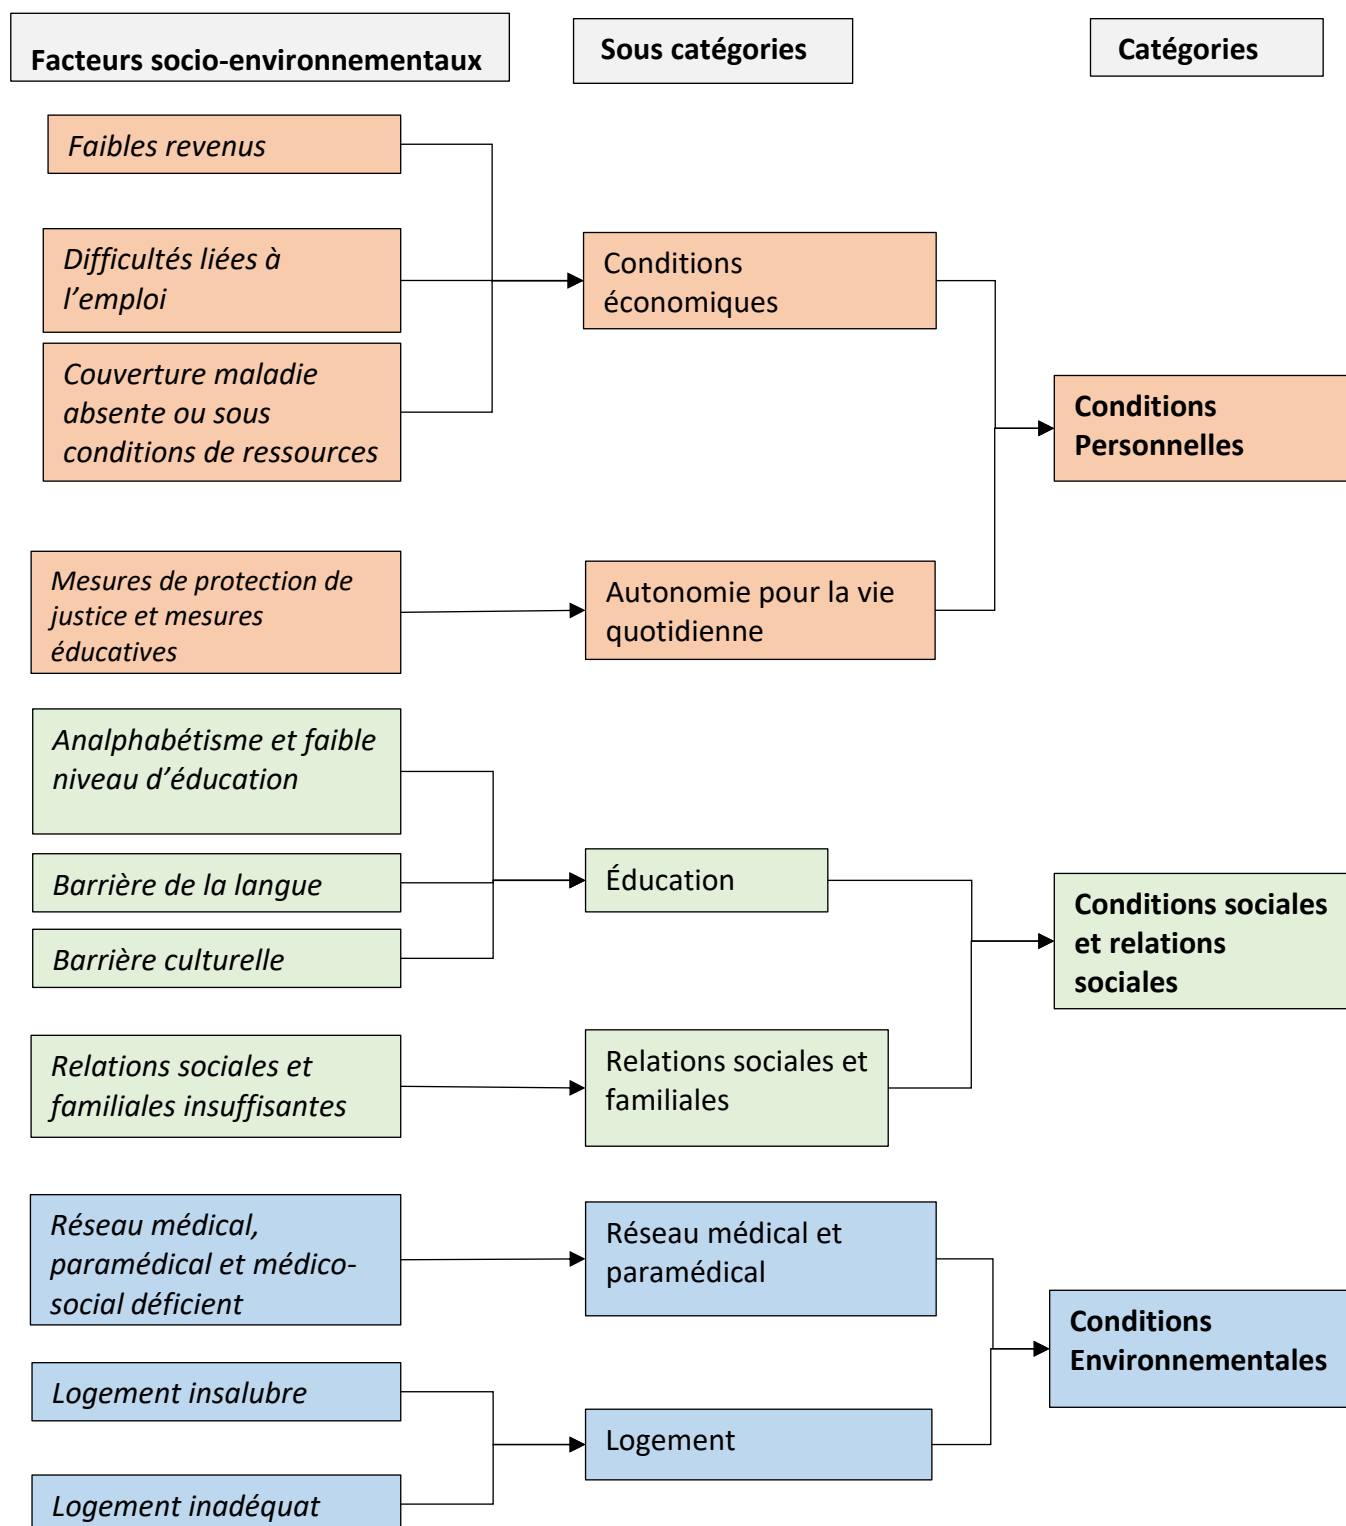 Facteurs socio-environnementaux
Sous catégories
Catégories
Faibles revenus
Difficultés liées à
l’emploi
Couverture maladie
absente ou sous
conditions de ressources
Conditions
économiques
Conditions
Personnelles
Mesures de protection de
justice et mesures
éducatives
Autonomie pour la vie
quotidienne
Analphabétisme et faible
niveau d’éducation
Barrière de la langue
Barrière culturelle
Éducation
Conditions sociales
et relations
sociales
Relations sociales et
familiales insuffisantes
Relations sociales et
familiales
Réseau médical,
paramédical et médico-
social déficient
Réseau médical et
paramédical
Conditions
Environnementales
Logement insalubre
Logement
Logement inadéquat